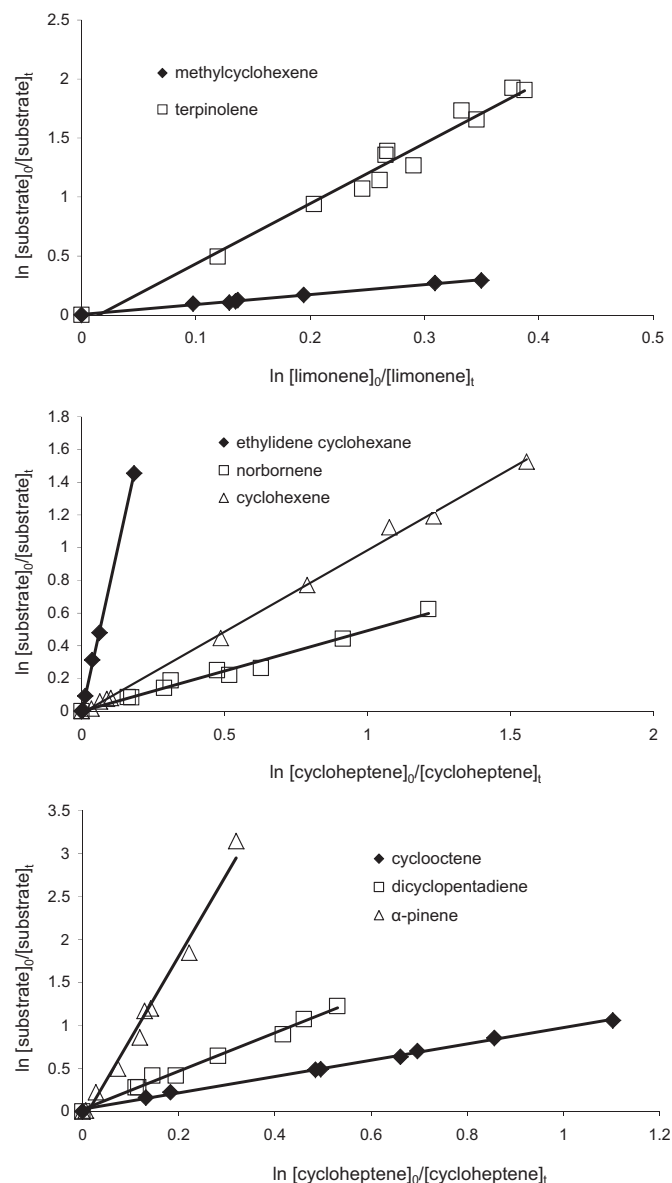 2.5
2
1.5
1
0.5
0
ln [substrate]₀/[substrate]ₜ
methylcyclohexene
terpinolene
0 0.1 0.2 0.3 0.4 0.5
ln [limonene]₀/[limonene]ₜ
1.8
1.6
1.4
1.2
1
0.8
0.6
0.4
0.2
0
ln [substrate]₀/[substrate]ₜ
ethylidene cyclohexane
norbornene
cyclohexene
0 0.5 1 1.5 2
ln [cycloheptene]₀/[cycloheptene]ₜ
3.5
3
2.5
2
1.5
1
0.5
0
ln [substrate]₀/[substrate]ₜ
cyclooctene
dicyclopentadiene
α-pinene
0 0.2 0.4 0.6 0.8 1 1.2
ln [cycloheptene]₀/[cycloheptene]ₜ